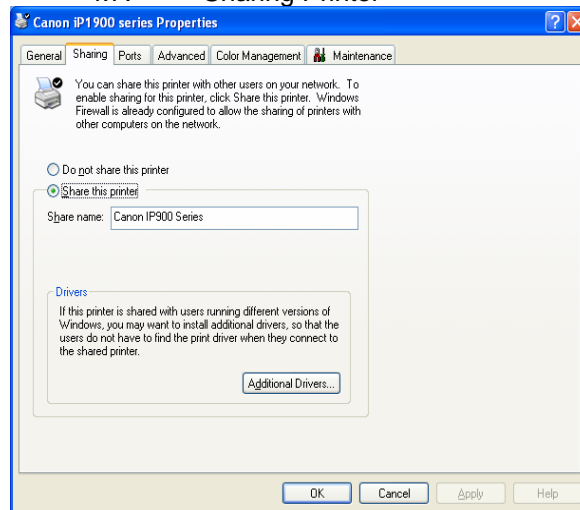 Sharing Printer
Canon iP1900 series Properties
General Sharing Ports Advanced Color Management Maintenance
You can share this printer with other users on your network. To
enable sharing for this printer, click Share this printer. Windows
Firewall is already configured to allow the sharing of printers with
other computers on the network.
Do not share this printer
Share this printer
Share name: Canon IP900 Series
Drivers
If this printer is shared with users running different versions of
Windows, you may want to install additional drivers, so that the
users do not have to find the print driver when they connect to
the shared printer.
Additional Drivers...
OK Cancel Apply Help